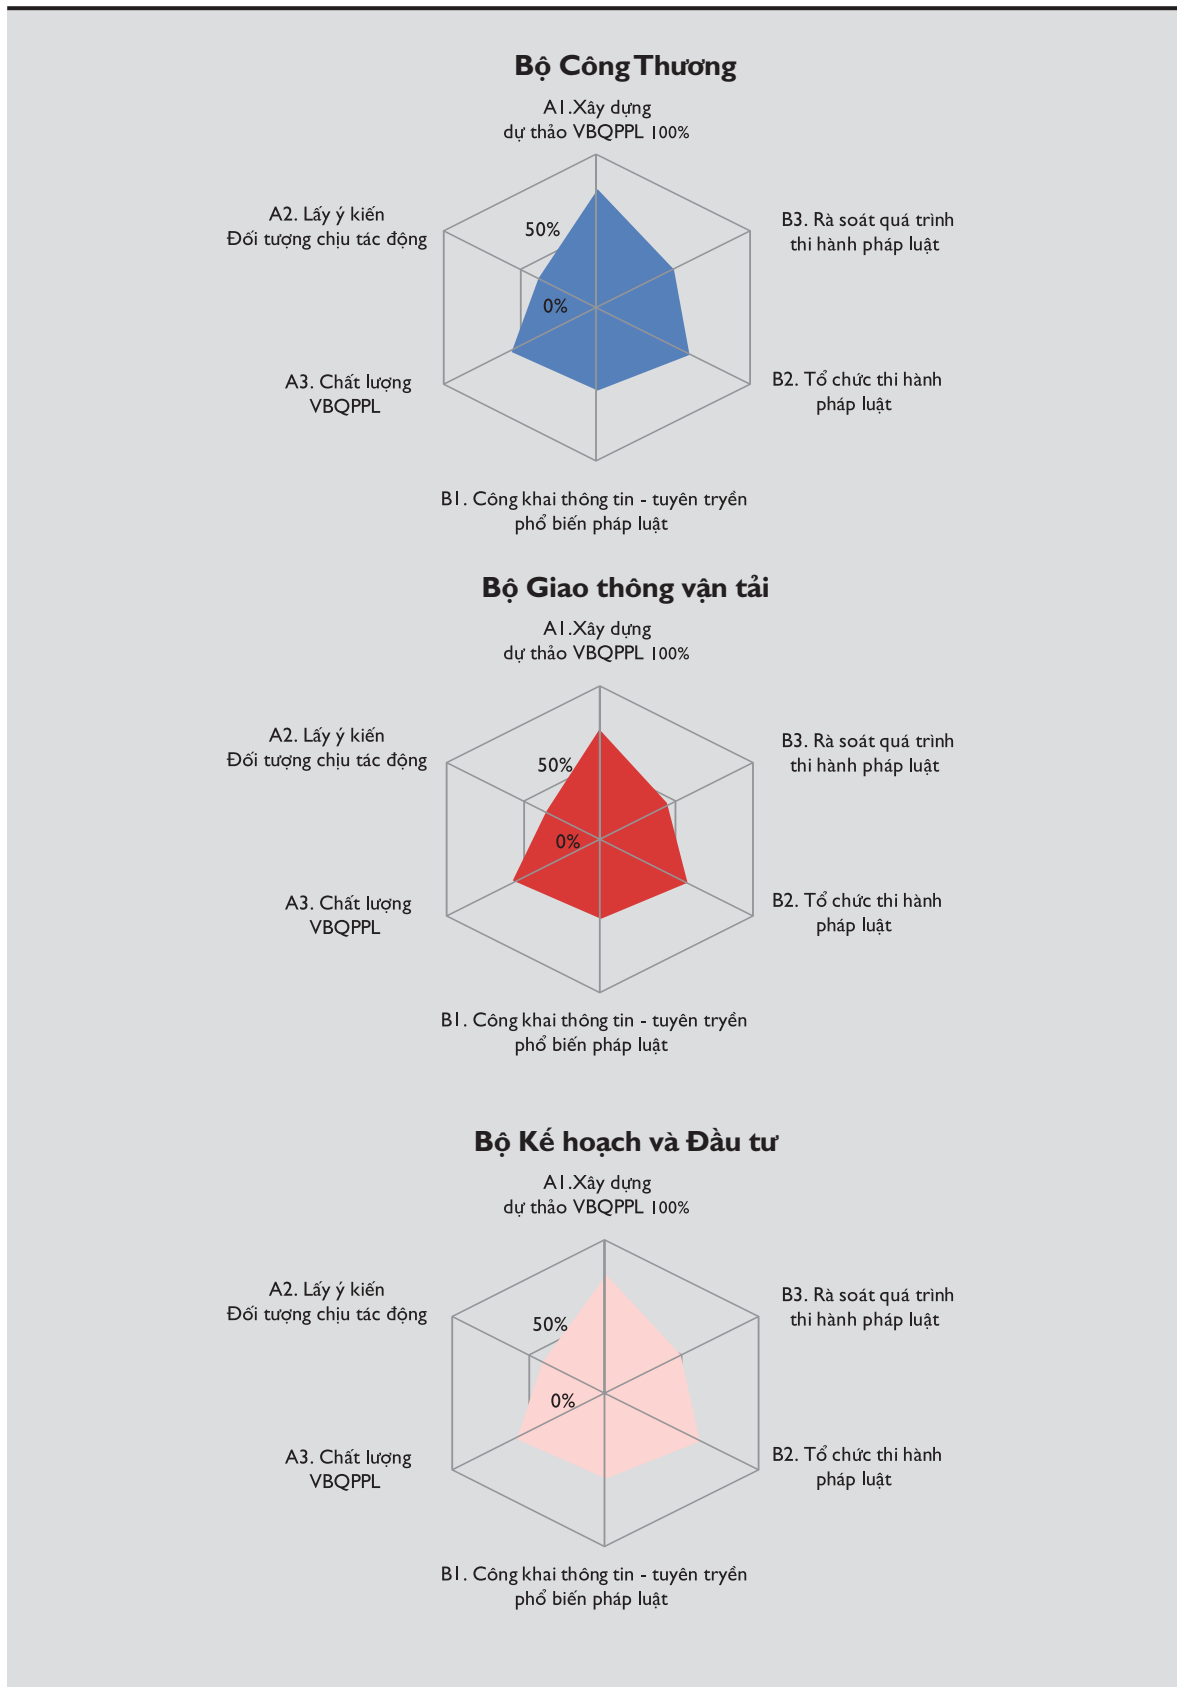 Bộ Công Thương
A1.Xây dựng
dự thảo VBQPPL 100%
A2. Lấy ý kiến
Đối tượng chịu tác động
50%
B3. Rà soát quá trình
thi hành pháp luật
0%
A3. Chất lượng
VBQPPL
B2. Tổ chức thi hành
pháp luật
B1. Công khai thông tin - tuyên tryền
phổ biến pháp luật
Bộ Giao thông vận tải
A1.Xây dựng
dự thảo VBQPPL 100%
A2. Lấy ý kiến
Đối tượng chịu tác động
50%
B3. Rà soát quá trình
thi hành pháp luật
0%
A3. Chất lượng
VBQPPL
B2. Tổ chức thi hành
pháp luật
B1. Công khai thông tin - tuyên tryền
phổ biến pháp luật
Bộ Kế hoạch và Đầu tư
A1.Xây dựng
dự thảo VBQPPL 100%
A2. Lấy ý kiến
Đối tượng chịu tác động
50%
B3. Rà soát quá trình
thi hành pháp luật
0%
A3. Chất lượng
VBQPPL
B2. Tổ chức thi hành
pháp luật
B1. Công khai thông tin - tuyên tryền
phổ biến pháp luật